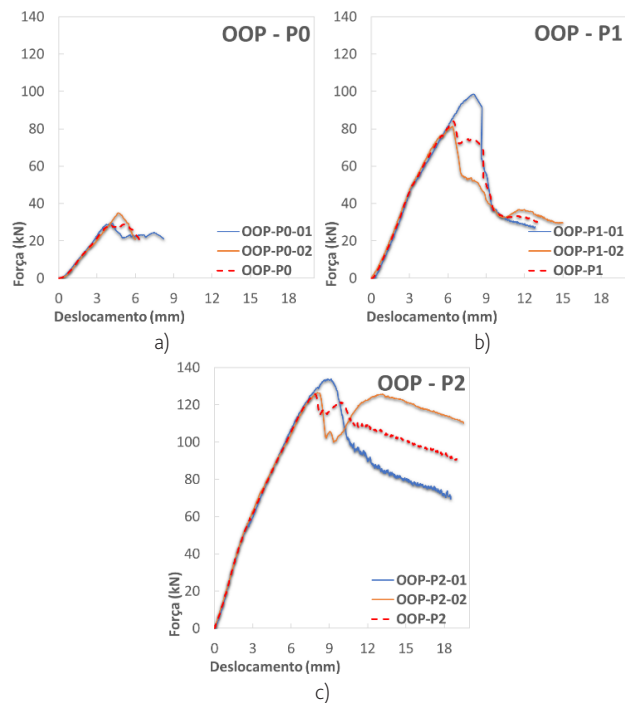 OOP - P0
140
120
100
80
60
40
20
0
Força (kN)
OOP-P0-01
OOP-P0-02
OOP-P0
0 3 6 9 12 15 18
Deslocamento (mm)
a)
OOP - P1
140
120
100
80
60
40
20
0
Força (kN)
OOP-P1-01
OOP-P1-02
OOP-P1
0 3 6 9 12 15 18
Deslocamento (mm)
b)
OOP - P2
140
120
100
80
60
40
20
0
Força (kN)
OOP-P2-01
OOP-P2-02
OOP-P2
0 3 6 9 12 15 18
Deslocamento (mm)
c)